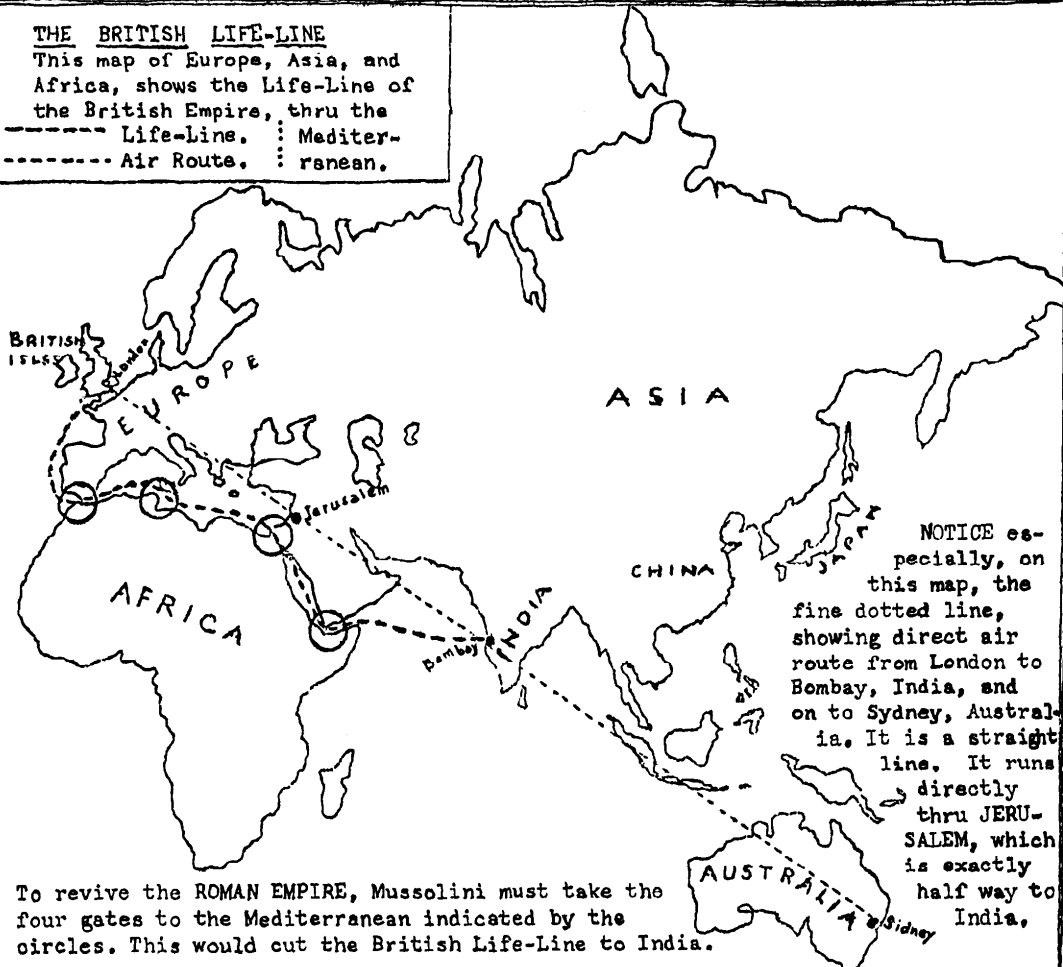 THE BRITISH LIFE-LINE
This map of Europe, Asia, and
Africa, shows the Life-Line of
the British Empire, thru the
Life-Line. Mediter-
Air Route. ranean.
BRITISH
ISLES
London
EUROPE
ASIA
Jerusalem
JAPAN
CHINA
AFRICA
INDIA
Bombay
NOTICE es-
pecially, on
this map, the
fine dotted line,
showing direct air
route from London to
Bombay, India, and
on to Sydney, Austral-
ia. It is a straight
line. It runs
directly
thru JERU-
SALEM, which
is exactly
half way to
India.
AUSTRALIA
Sidney
To revive the ROMAN EMPIRE, Mussolini must take the
four gates to the Mediterranean indicated by the
circles. This would cut the British Life-Line to India.